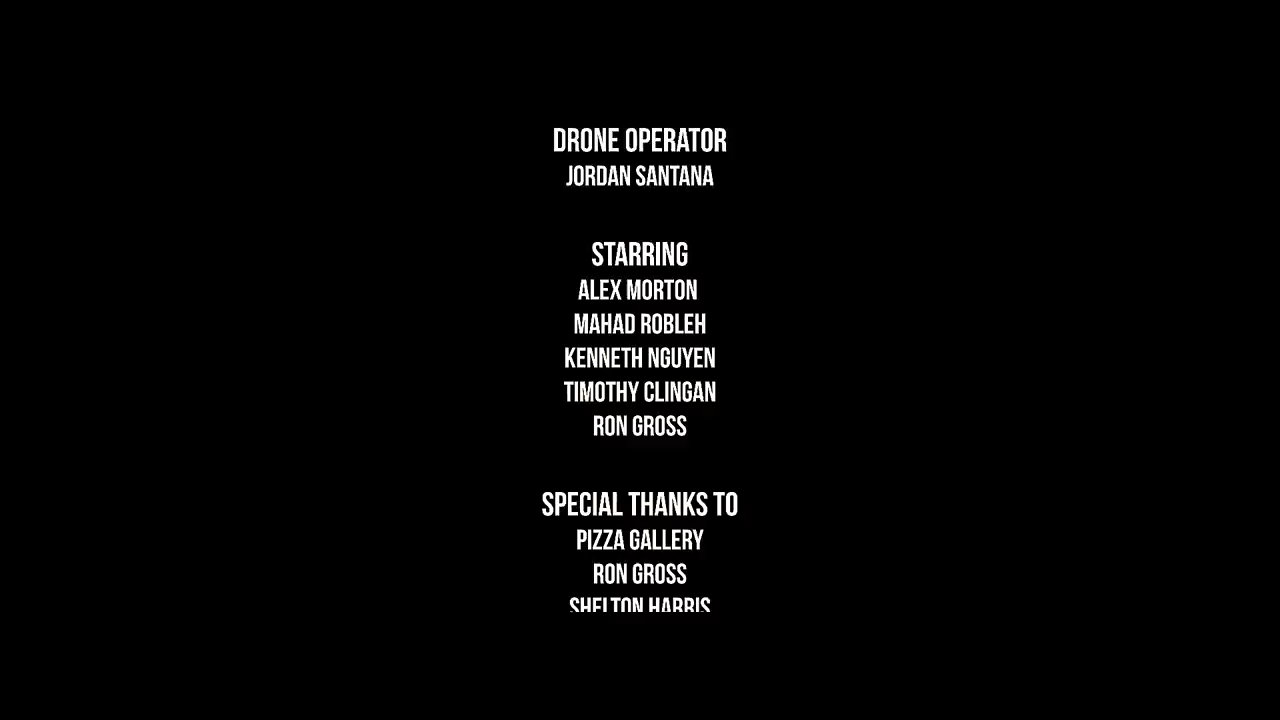 DRONE OPERATOR
JORDAN SANTANA
STARRING
ALEX MORTON
MAHAD ROBLEH
KENNETH NGUYEN
TIMOTHY CLINGAN
RON GROSS
SPECIAL THANKS TO
PIZZA GALLERY
RON GROSS
SHELTON HARRIS